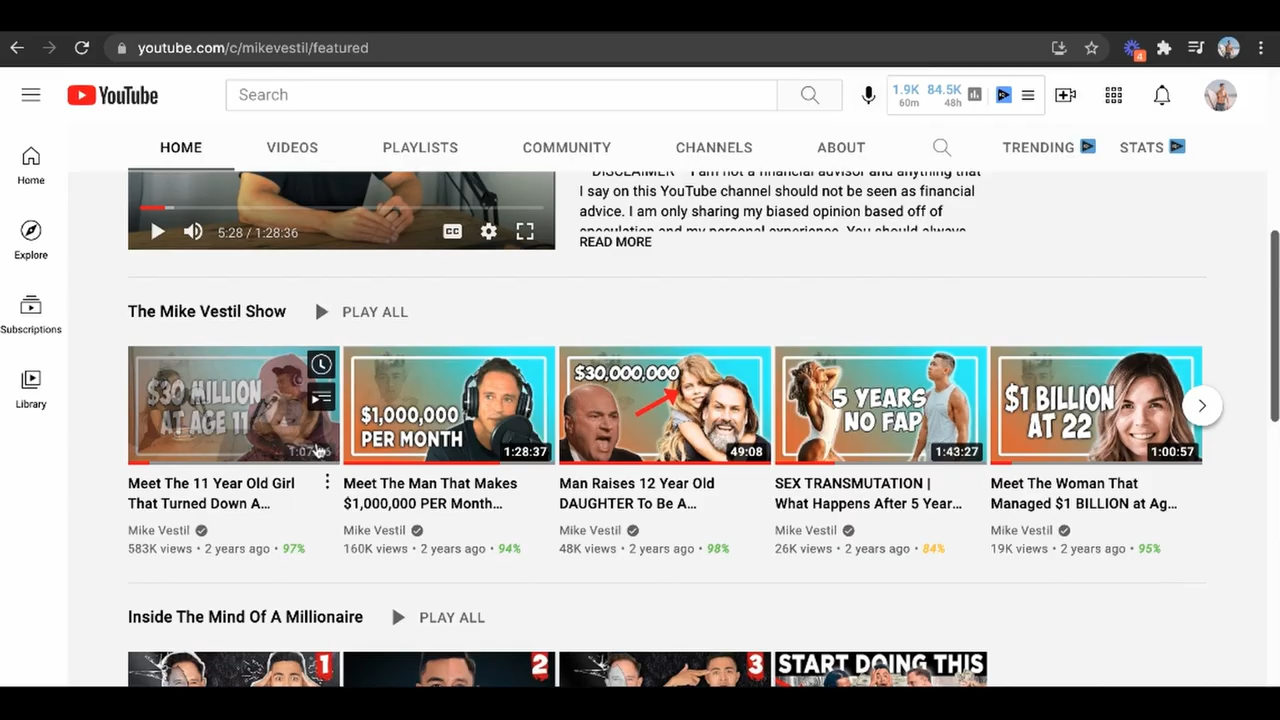 youtube.com/c/mikevestil/featured
4
YouTube
Search
1.9K 84.5K
60m 48h
HOME VIDEOS PLAYLISTS COMMUNITY CHANNELS ABOUT TRENDING STATS
Home
Explore
Subscriptions
Library
DISCLAIMER I am not a financial advisor and anything that
I say on this YouTube channel should not be seen as financial
advice. I am only sharing my biased opinion based off of
speculation and my personal experience. You should always
READ MORE
CC
5:28 / 1:28:36
The Mike Vestil Show PLAY ALL
$30 MILLION
AT AGE 11
$1,000,000
PER MONTH
1:28:37
$30,000,000
49:08
5 YEARS
NO FAP
1:43:27
$1 BILLION
AT 22
1:00:57
Meet The 11 Year Old Girl
That Turned Down A...
Mike Vestil
583K views • 2 years ago • 97%
Meet The Man That Makes
$1,000,000 PER Month...
Mike Vestil
160K views • 2 years ago • 94%
Man Raises 12 Year Old
DAUGHTER To Be A...
Mike Vestil
48K views • 2 years ago • 98%
SEX TRANSMUTATION |
What Happens After 5 Year...
Mike Vestil
26K views • 2 years ago • 84%
Meet The Woman That
Managed $1 BILLION at Ag...
Mike Vestil
19K views • 2 years ago • 95%
Inside The Mind Of A Millionaire PLAY ALL
1
2
3
START DOING THIS